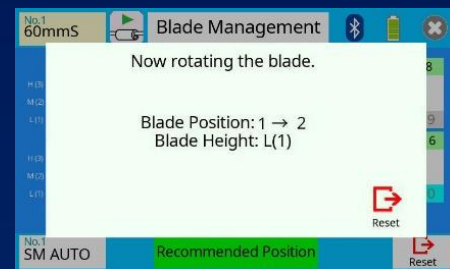 No.1
60mmS
Blade Management
8
Now rotating the blade.
H (3)
M (2)
L (1)
9
Blade Position: 1 → 2
6
Blade Height: L(1)
H (3)
M (2)
L (1)
0
Reset
No.1
SM AUTO
Recommended Position
Reset